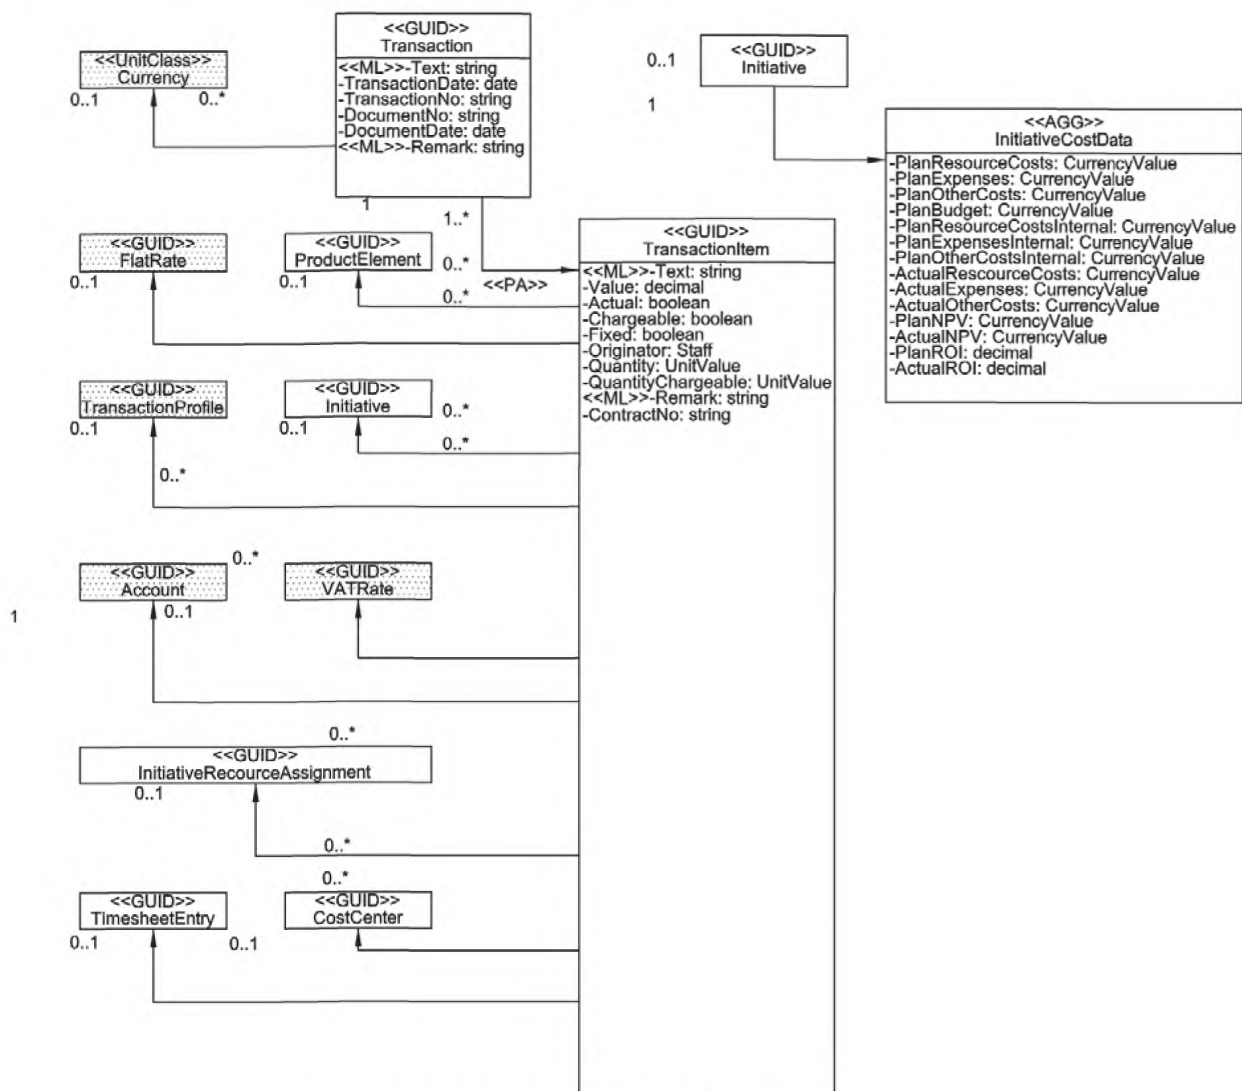 <<UnitClass>>
Currency
0..1
0..*
<<GUID>>
Transaction
<<ML>>-Text: string
-TransactionDate: date
-TransactionNo: string
-DocumentNo: string
-DocumentDate: date
<<ML>>-Remark: string
1
1..*
0..1
<<GUID>>
Initiative
1
<<AGG>>
InitiativeCostData
-PlanResourceCosts: CurrencyValue
-PlanExpenses: CurrencyValue
-PlanOtherCosts: CurrencyValue
-PlanBudget: CurrencyValue
-PlanResourceCostsInternal: CurrencyValue
-PlanExpensesInternal: CurrencyValue
-PlanOtherCostsInternal: CurrencyValue
-ActualRescourceCosts: CurrencyValue
-ActualExpenses: CurrencyValue
-ActualOtherCosts: CurrencyValue
-PlanNPV: CurrencyValue
-ActualNPV: CurrencyValue
-PlanROI: decimal
-ActualROI: decimal
<<GUID>>
FlatRate
0..1
<<GUID>>
ProductElement
0..1
0..*
0..*
<<PA>>
<<GUID>>
TransactionItem
<<ML>>-Text: string
-Value: decimal
-Actual: boolean
-Chargeable: boolean
-Fixed: boolean
-Originator: Staff
-Quantity: UnitValue
-QuantityChargeable: UnitValue
<<ML>>-Remark: string
-ContractNo: string
<<GUID>>
TransactionProfile
0..1
0..*
<<GUID>>
Initiative
0..1
0..*
0..*
0..*
<<GUID>>
Account
0..1
<<GUID>>
VATRate
1
0..*
<<GUID>>
InitiativeRecourceAssignment
0..1
0..*
0..*
<<GUID>>
TimesheetEntry
0..1
0..1
<<GUID>>
CostCenter